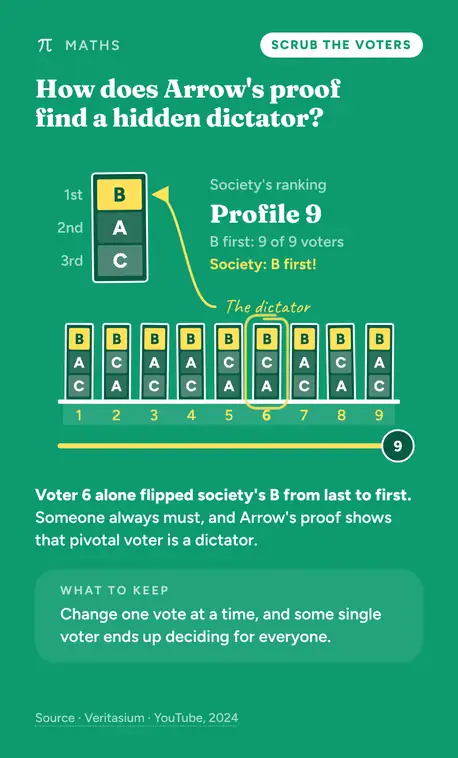 π MATHS
SCRUB THE VOTERS
How does Arrow's proof
find a hidden dictator?
1st B
2nd A
3rd C
Society's ranking
Profile 9
B first: 9 of 9 voters
Society: B first!
The dictator
B B B B B B B B B
A C A A C C A C A
C A C C A A C A C
1 2 3 4 5 6 7 8 9
9
Voter 6 alone flipped society's B from last to first.
Someone always must, and Arrow's proof shows
that pivotal voter is a dictator.
WHAT TO KEEP
Change one vote at a time, and some single
voter ends up deciding for everyone.
Source · Veritasium · YouTube, 2024